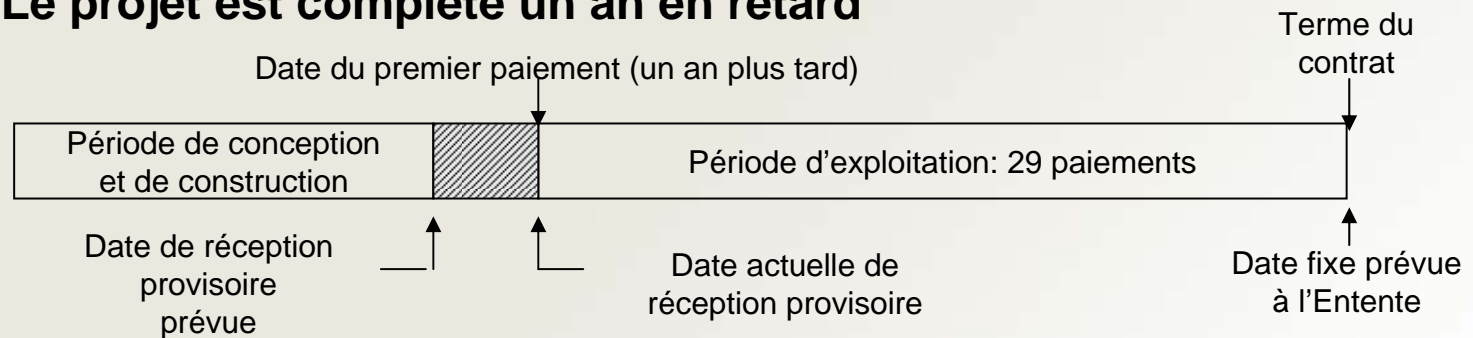 Le projet est complété un an en retard
Terme du
contrat
Date du premier paiement (un an plus tard)
Période de conception
et de construction
Période d’exploitation: 29 paiements
Date de réception
provisoire
prévue
Date actuelle de
réception provisoire
Date fixe prévue
à l’Entente